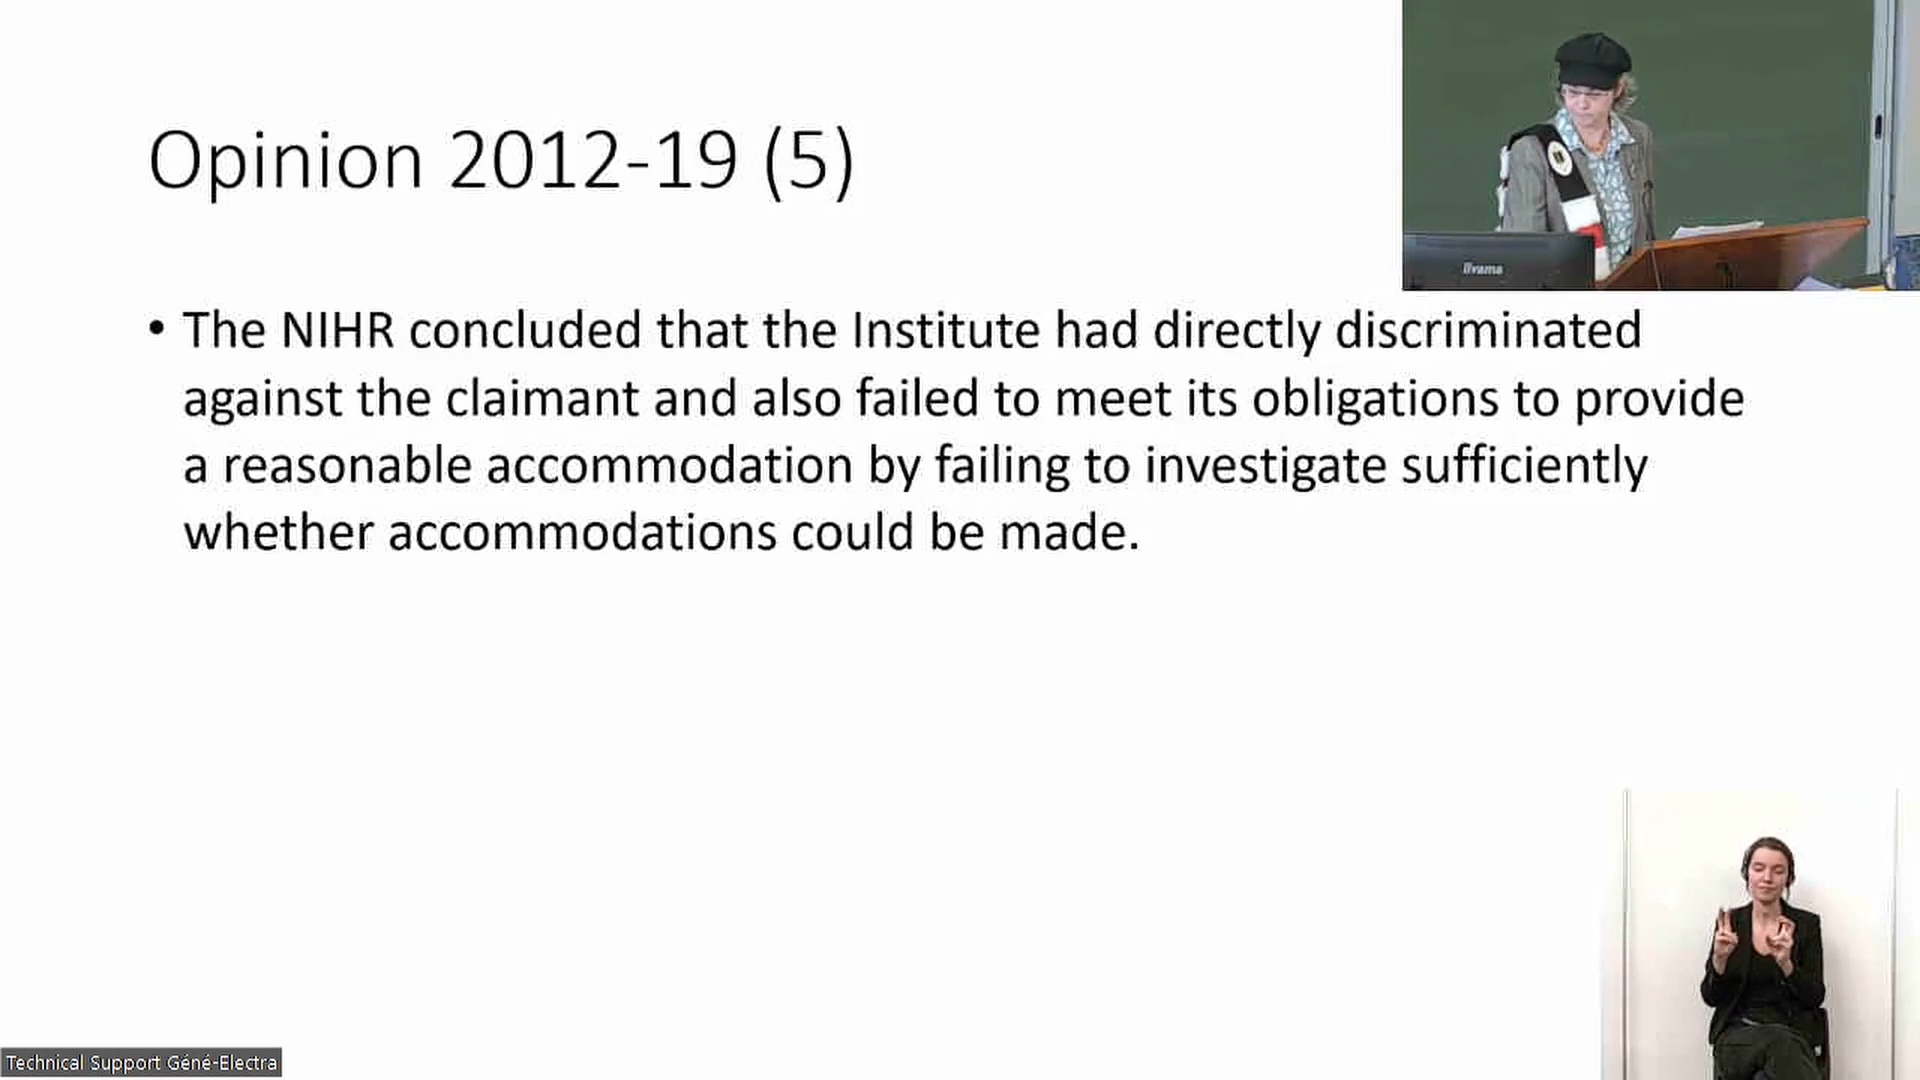 Opinion 2012-19 (5)
• The NIHR concluded that the Institute had directly discriminated
against the claimant and also failed to meet its obligations to provide
a reasonable accommodation by failing to investigate sufficiently
whether accommodations could be made.
iiyama
Technical Support Géné-Electra